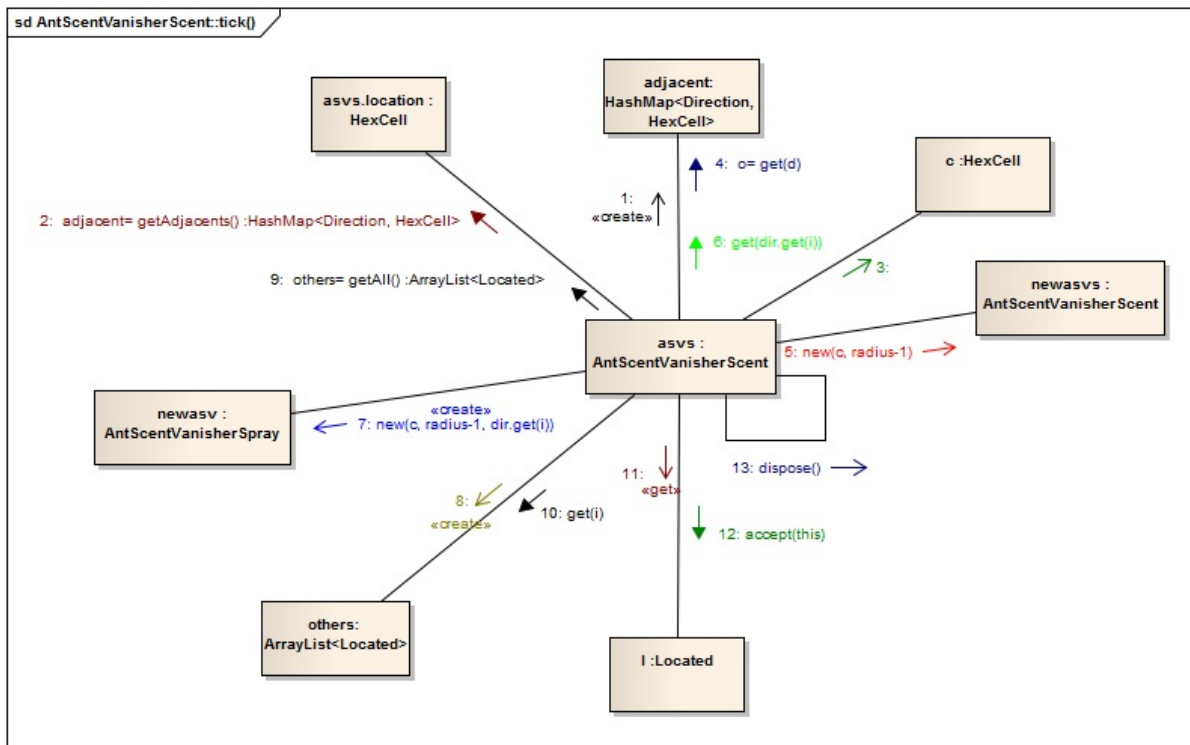 sd AntScentVanisherScent::tick()
adjacent:
HashMap<Direction,
HexCell>
asvs.location :
HexCell
c :HexCell
4: o= get(d)
1:
«create»
2: adjacent= getAdjacents() :HashMap<Direction, HexCell>
6: get(dir.get(i))
3:
9: others= getAll() :ArrayList<Located>
newasvs :
AntScentVanisherScent
asvs :
AntScentVanisherScent
5: new(c, radius-1)
newasv :
AntScentVanisherSpray
«create»
7: new(c, radius-1, dir.get(i))
11:
«get»
13: dispose()
8:
«create»
10: get(i)
12: accept(this)
others:
ArrayList<Located>
l :Located